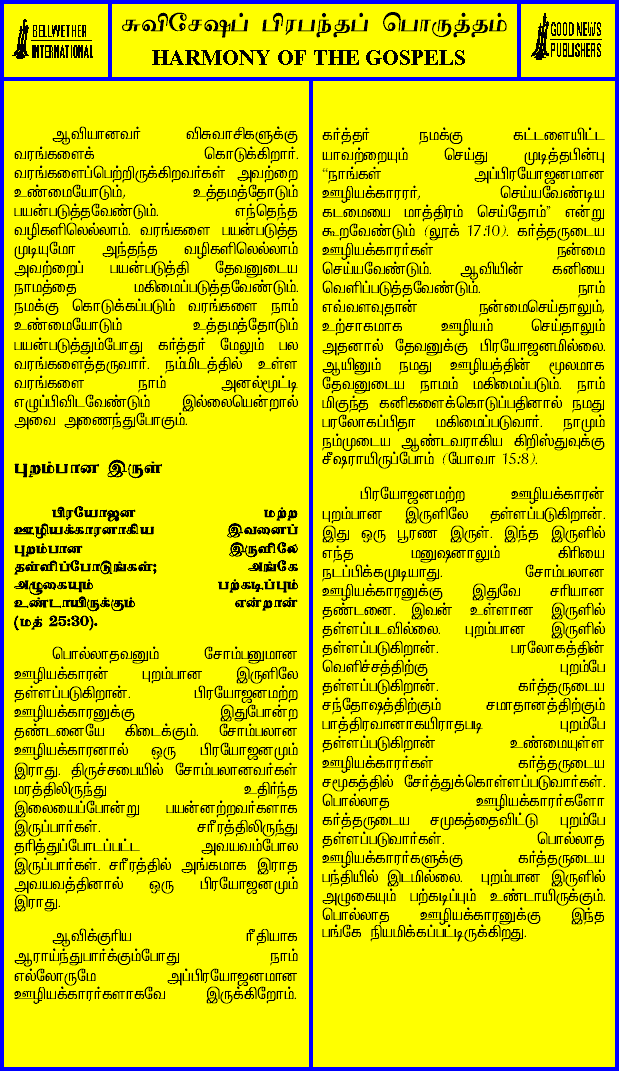 BELLWETHER
INTERNATIONAL
சுவிசேஷப் பிரபந்தப் பொருத்தம்
HARMONY OF THE GOSPELS
GOOD NEWS
PUBLISHERS
ஆவியானவர் விசுவாசிகளுக்கு
வரங்களைக் கொடுக்கிறார்.
வரங்களைப்பெற்றிருக்கிறவர்கள் அவற்றை
உண்மையோடும், உத்தமத்தோடும்
பயன்படுத்தவேண்டும். எந்தெந்த
வழிகளிலெல்லாம். வரங்களை பயன்படுத்த
முடியுமோ அந்தந்த வழிகளிலெல்லாம்
அவற்றைப் பயன்படுத்தி தேவனுடைய
நாமத்தை மகிமைப்படுத்தவேண்டும்.
நமக்கு கொடுக்கப்படும் வரங்களை நாம்
உண்மையோடும் உத்தமத்தோடும்
பயன்படுத்தும்போது கர்த்தர் மேலும் பல
வரங்களைத்தருவார். நம்மிடத்தில் உள்ள
வரங்களை நாம் அனல்மூட்டி
எழுப்பிவிடவேண்டும் இல்லையென்றால்
அவை அணைந்துபோகும்.
புறம்பான இருள்
பிரயோஜன மற்ற
ஊழியக்காரனாகிய இவனைப்
புறம்பான இருளிலே
தள்ளிப்போடுங்கள்; அங்கே
அழுகையும் பற்கடிப்பும்
உண்டாயிருக்கும் என்றான்
(மத் 25:30).
பொல்லாதவனும் சோம்பனுமான
ஊழியக்காரன் புறம்பான இருளிலே
தள்ளப்படுகிறான். பிரயோஜனமற்ற
ஊழியக்காரனுக்கு இதுபோன்ற
தண்டனையே கிடைக்கும். சோம்பலான
ஊழியக்காரனால் ஒரு பிரயோஜனமும்
இராது. திருச்சபையில் சோம்பலானவர்கள்
மரத்திலிருந்து உதிர்ந்த
இலையைப்போன்று பயன்னற்றவர்களாக
இருப்பார்கள். சரீரத்திலிருந்து
தரித்துப்போடப்பட்ட அவயவம்போல
இருப்பார்கள். சரீரத்தில் அங்கமாக இராத
அவயவத்தினால் ஒரு பிரயோஜனமும்
இராது.
ஆவிக்குரிய ரீதியாக
ஆராய்ந்துபார்க்கும்போது நாம்
எல்லோருமே அப்பிரயோஜனமான
ஊழியக்காரர்களாகவே இருக்கிறோம்.
கர்த்தர் நமக்கு கட்டளையிட்ட
யாவற்றையும் செய்து முடித்தபின்பு
“நாங்கள் அப்பிரயோஜனமான
ஊழியக்காரர், செய்யவேண்டிய
கடமையை மாத்திரம் செய்தோம்” என்று
கூறவேண்டும் (லூக் 17:10). கர்த்தருடைய
ஊழியக்காரர்கள் நன்மை
செய்யவேண்டும். ஆவியின் கனியை
வெளிப்படுத்தவேண்டும். நாம்
எவ்வளவுதான் நன்மைசெய்தாலும்,
உற்சாகமாக ஊழியம் செய்தாலும்
அதனால் தேவனுக்கு பிரயோஜனமில்லை.
ஆயினும் நமது ஊழியத்தின் மூலமாக
தேவனுடைய நாமம் மகிமைப்படும். நாம்
மிகுந்த கனிகளைக்கொடுப்பதினால் நமது
பரலோகப்பிதா மகிமைப்படுவார். நாமும்
நம்முடைய ஆண்டவராகிய கிறிஸ்துவுக்கு
சீஷராயிருப்போம் (யோவா 15:8).
பிரயோஜனமற்ற ஊழியக்காரன்
புறம்பான இருளிலே தள்ளப்படுகிறான்.
இது ஒரு பூரண இருள். இந்த இருளில்
எந்த மனுஷனாலும் கிரியை
நடப்பிக்கமுடியாது. சோம்பலான
ஊழியக்காரனுக்கு இதுவே சரியான
தண்டனை. இவன் உள்ளான இருளில்
தள்ளப்படவில்லை. புறம்பான இருளில்
தள்ளப்படுகிறான். பரலோகத்தின்
வெளிச்சத்திற்கு புறம்பே
தள்ளப்படுகிறான். கர்த்தருடைய
சந்தோஷத்திற்கும் சமாதானத்திற்கும்
பாத்திரவானாகயிராதபடி புறம்பே
தள்ளப்படுகிறான் உண்மையுள்ள
ஊழியக்காரர்கள் கர்த்தருடைய
சமூகத்தில் சேர்த்துக்கொள்ளப்படுவார்கள்.
பொல்லாத ஊழியக்காரர்களோ
கர்த்தருடைய சமுகத்தைவிட்டு புறம்பே
தள்ளப்படுவார்கள். பொல்லாத
ஊழியக்காரர்களுக்கு கர்த்தருடைய
பந்தியில் இடமில்லை. புறம்பான இருளில்
அழுகையும் பற்கடிப்பும் உண்டாயிருக்கும்.
பொல்லாத ஊழியக்காரனுக்கு இந்த
பங்கே நியமிக்கப்பட்டிருக்கிறது.